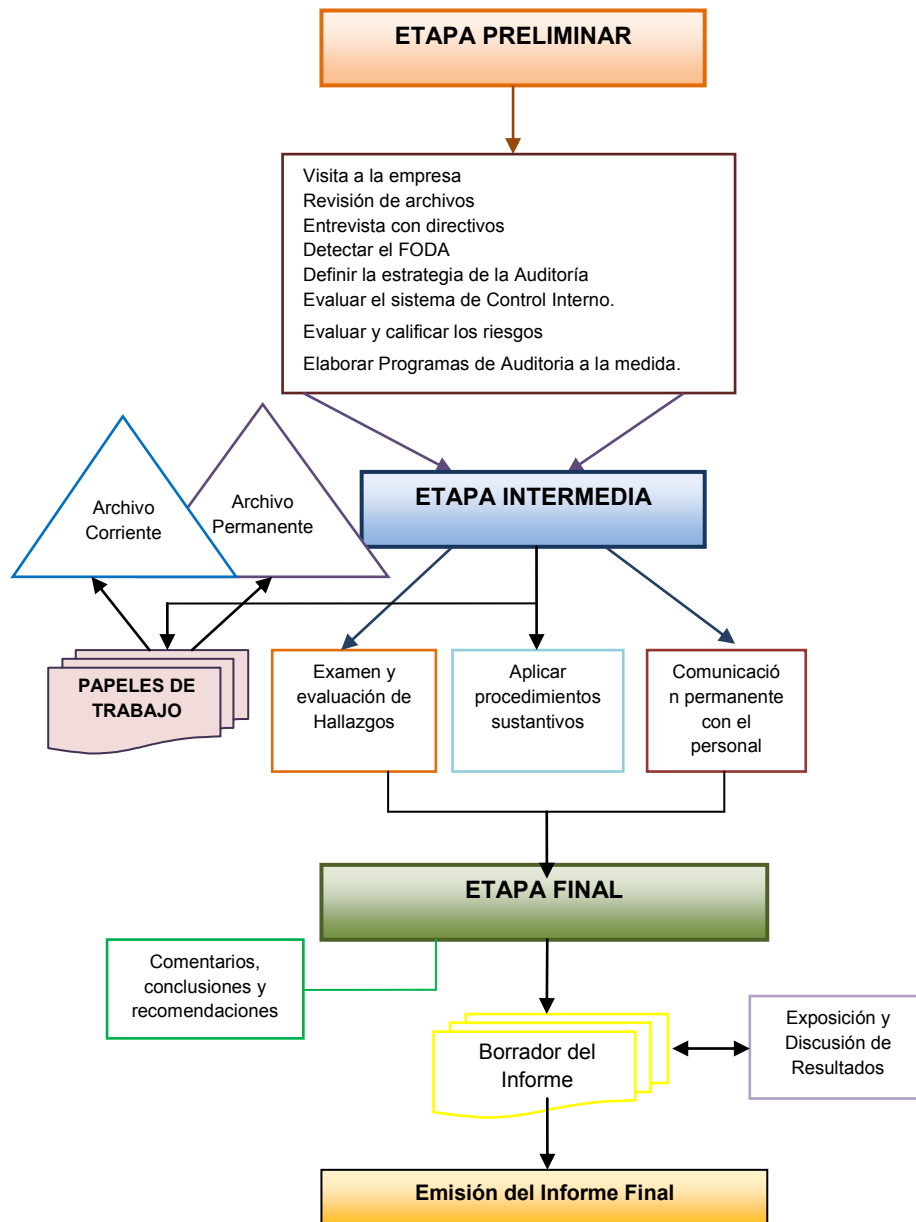 ETAPA PRELIMINAR
Visita a la empresa
Revisión de archivos
Entrevista con directivos
Detectar el FODA
Definir la estrategia de la Auditoría
Evaluar el sistema de Control Interno.
Evaluar y calificar los riesgos
Elaborar Programas de Auditoria a la medida.
Archivo
Corriente
Archivo
Permanente
ETAPA INTERMEDIA
PAPELES DE
TRABAJO
Examen y
evaluación de
Hallazgos
Aplicar
procedimientos
sustantivos
Comunicació
n permanente
con el
personal
ETAPA FINAL
Comentarios,
conclusiones y
recomendaciones
Borrador del
Informe
Exposición y
Discusión de
Resultados
Emisión del Informe Final